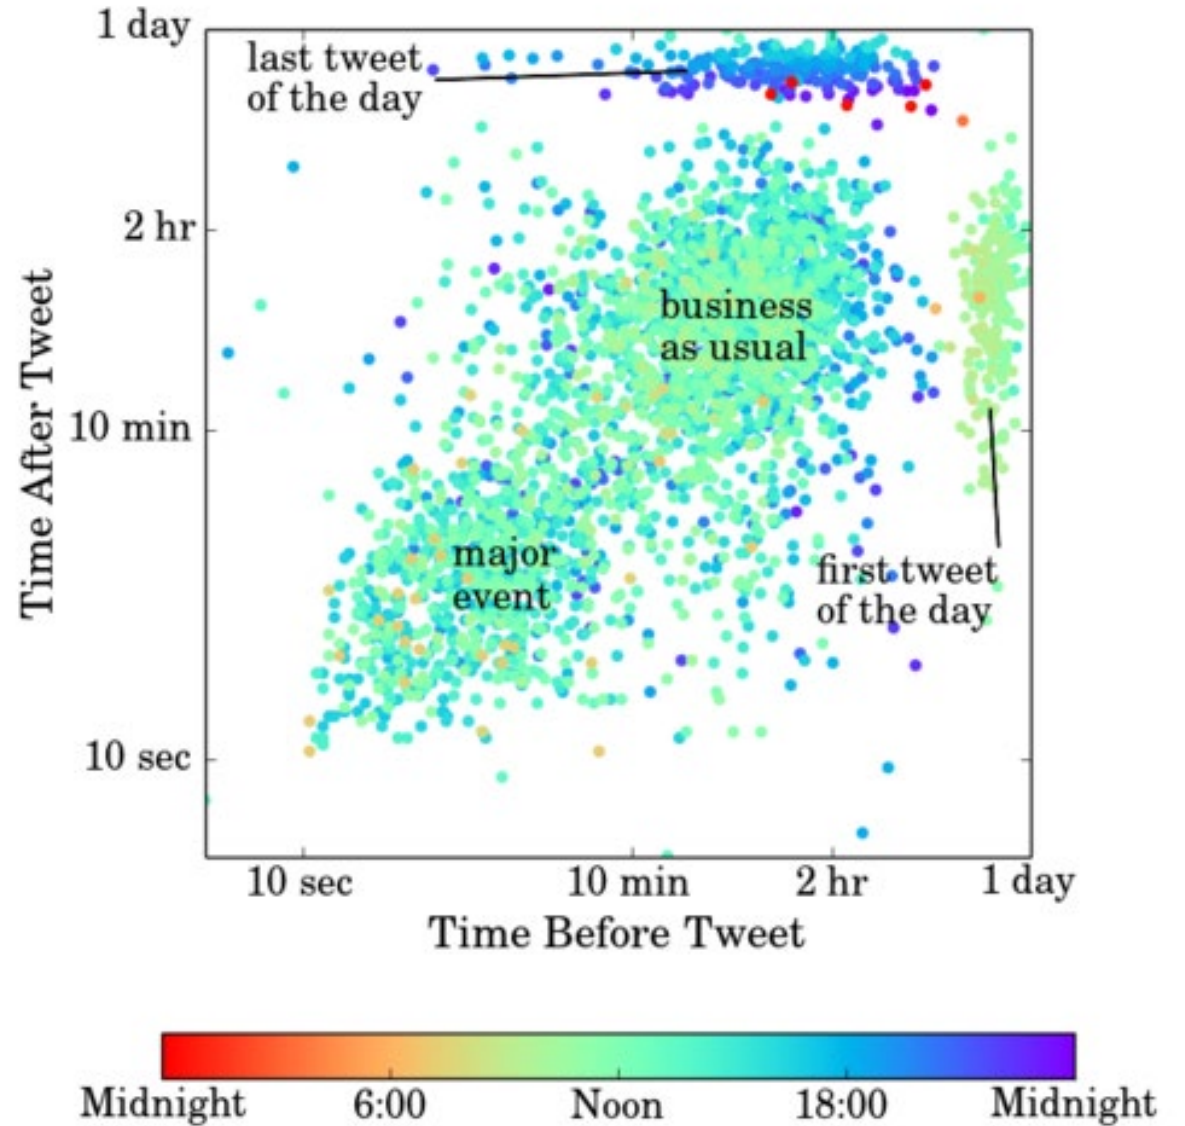 1 day
last tweet
of the day
2 hr
business
as usual
Time After Tweet
10 min
major
event
first tweet
of the day
10 sec
10 sec
10 min
2 hr
1 day
Time Before Tweet
Midnight
6:00
Noon
18:00
Midnight